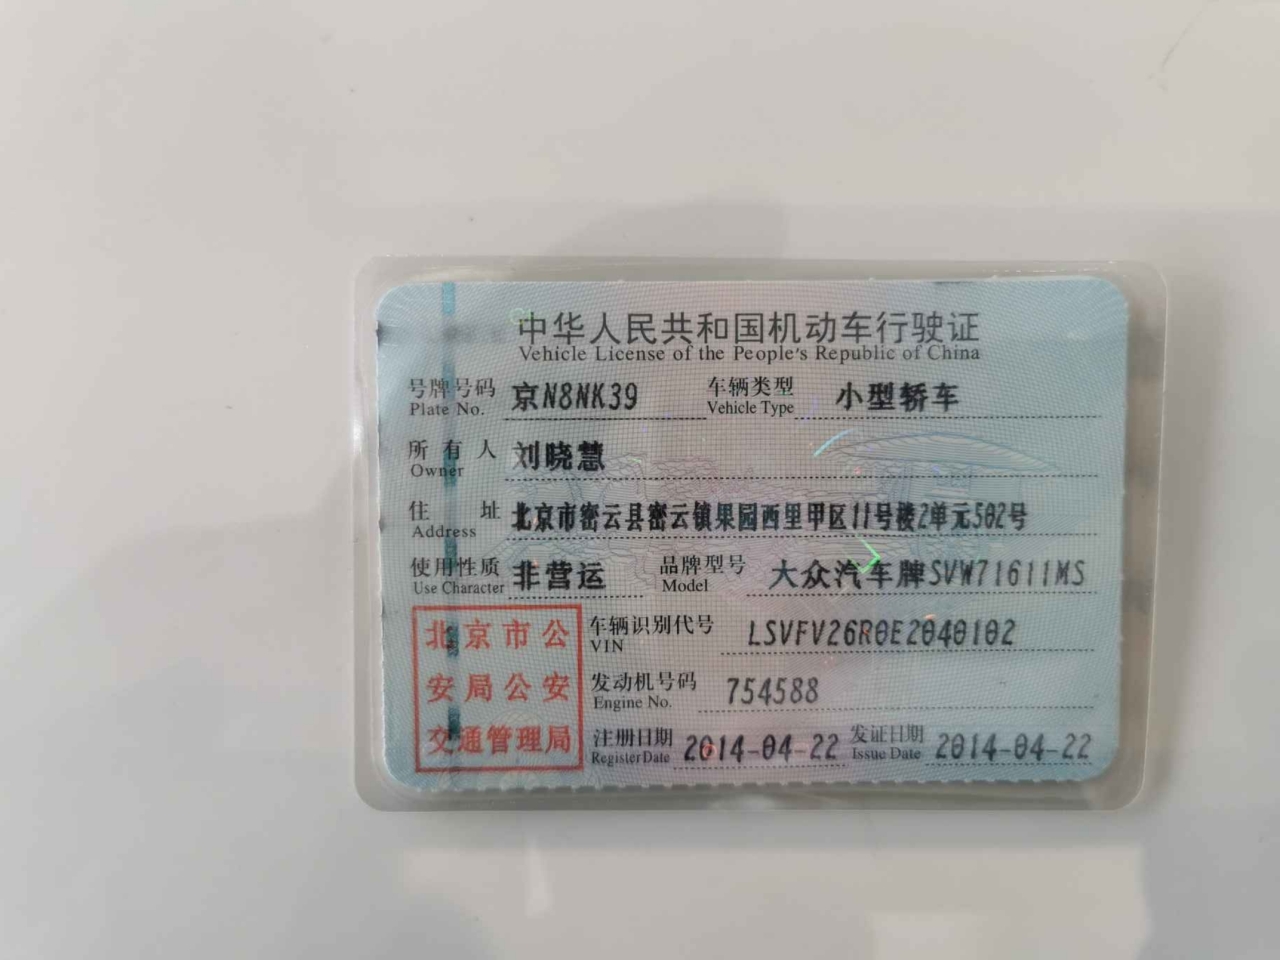 中华人民共和国机动车行驶证
Vehicle License of the People's Republic of China
号牌号码 京N8NK39 车辆类型 小型轿车
Plate No. Vehicle Type
所有人 刘晓慧
Owner
住址 北京市密云县密云镇果园西里甲区11号楼2单元502号
Address
使用性质 非营运 品牌型号 大众汽车牌SVW71611MS
Use Character Model
北京市公
安局公安
交通管理局
车辆识别代号 LSVFV26R0E2040102
VIN
发动机号码 754588
Engine No.
注册日期 2014-04-22 发证日期 2014-04-22
Register Date Issue Date